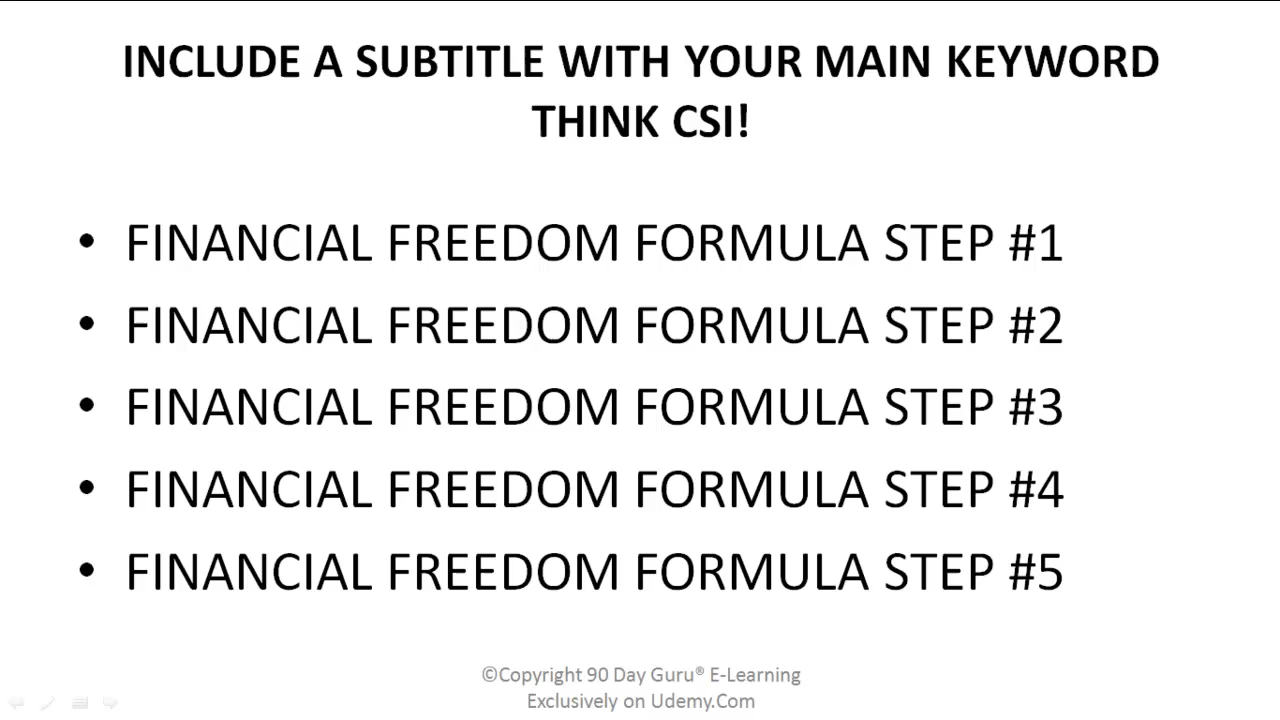 INCLUDE A SUBTITLE WITH YOUR MAIN KEYWORD
THINK CSI!
• FINANCIAL FREEDOM FORMULA STEP #1
• FINANCIAL FREEDOM FORMULA STEP #2
• FINANCIAL FREEDOM FORMULA STEP #3
• FINANCIAL FREEDOM FORMULA STEP #4
• FINANCIAL FREEDOM FORMULA STEP #5
©Copyright 90 Day Guru® E-Learning
Exclusively on Udemy.Com